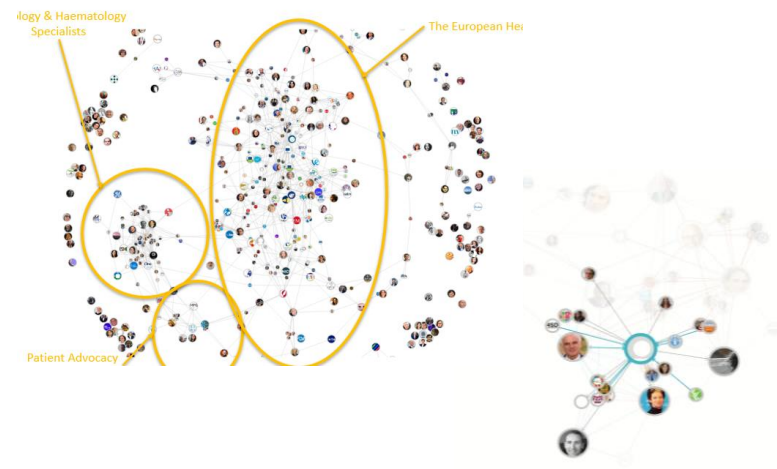 ology & Haematology
Specialists
The European He
Patient Advocacy